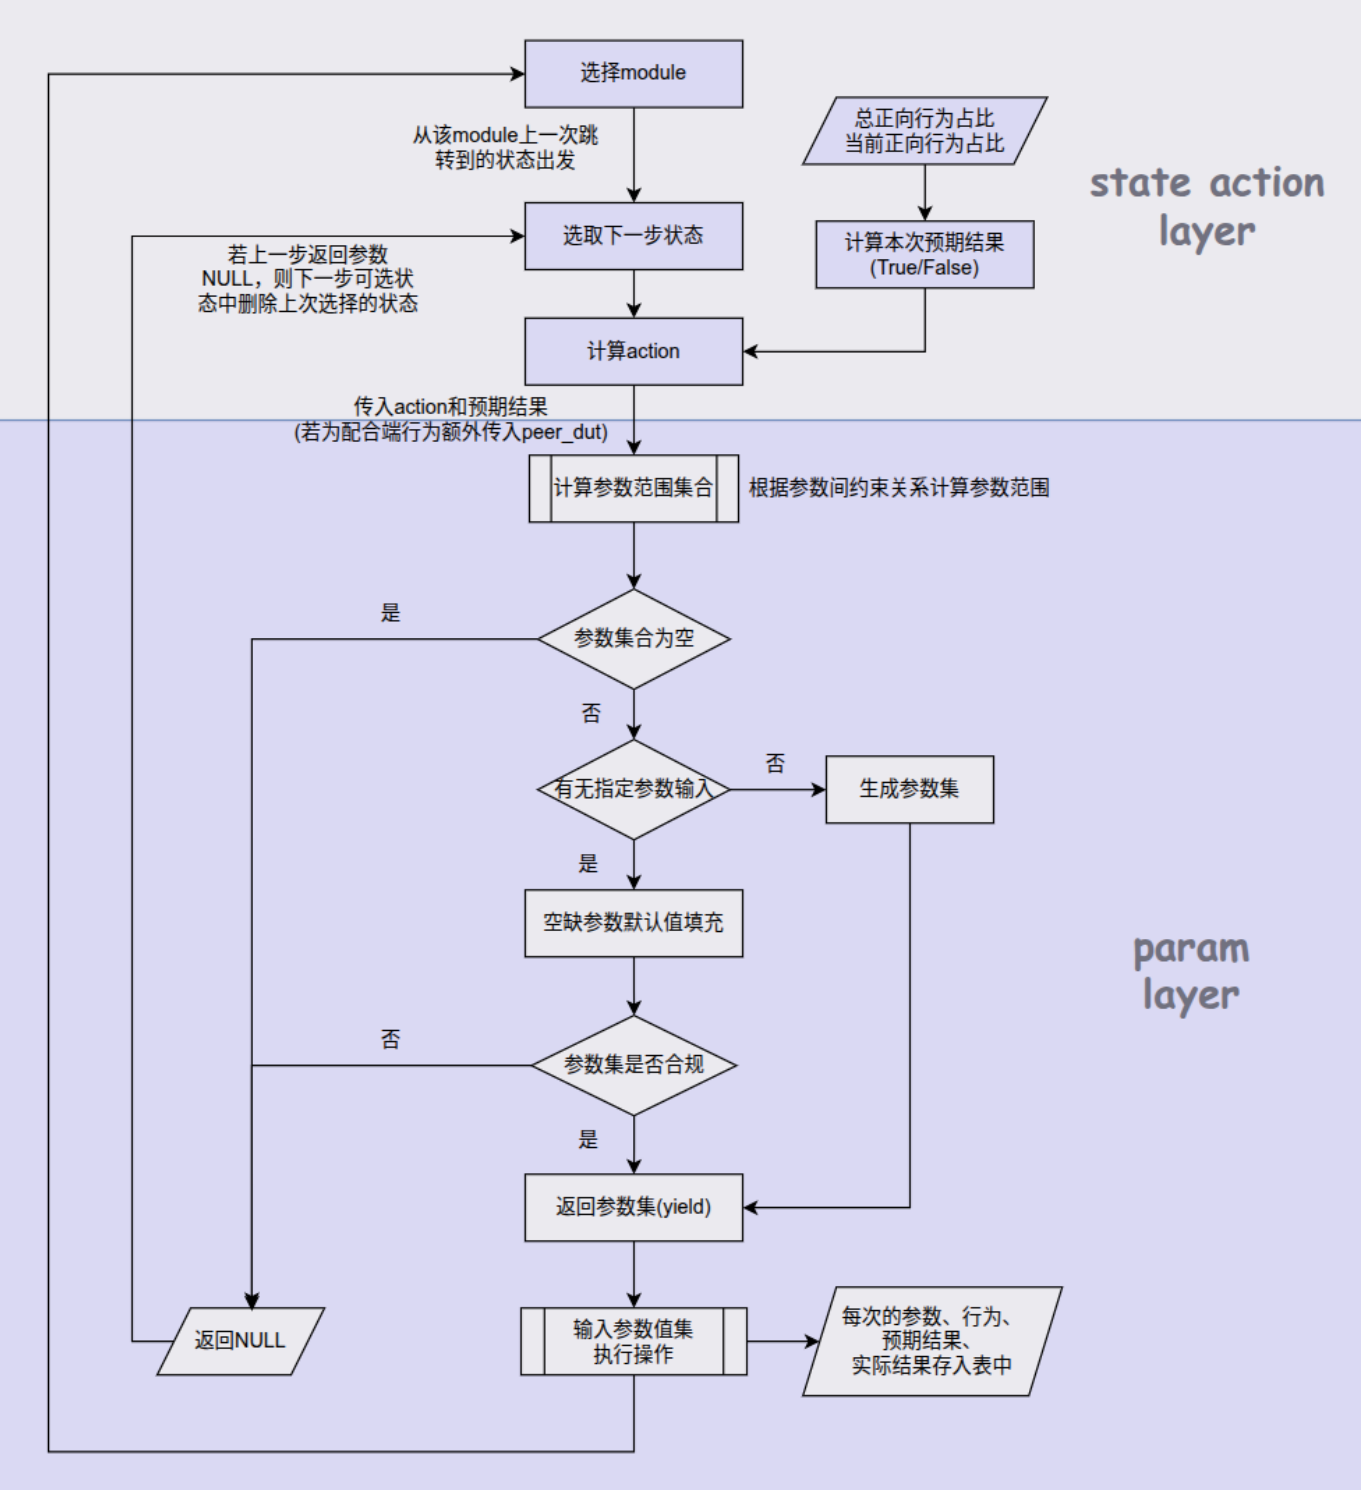 选择module
从该module上一次跳
转到的状态出发
总正向行为占比
当前正向行为占比
state action
layer
选取下一步状态
计算本次预期结果
(True/False)
若上一步返回参数
NULL，则下一步可选状
态中删除上次选择的状态
计算action
传入action和预期结果
(若为配合端行为额外传入peer_dut)
计算参数范围集合
根据参数间约束关系计算参数范围
是
参数集合为空
否
有无指定参数输入
否
生成参数集
是
空缺参数默认值填充
param
layer
否
参数集是否合规
是
返回参数集(yield)
返回NULL
输入参数值集
执行操作
每次的参数、行为、
预期结果、
实际结果存入表中